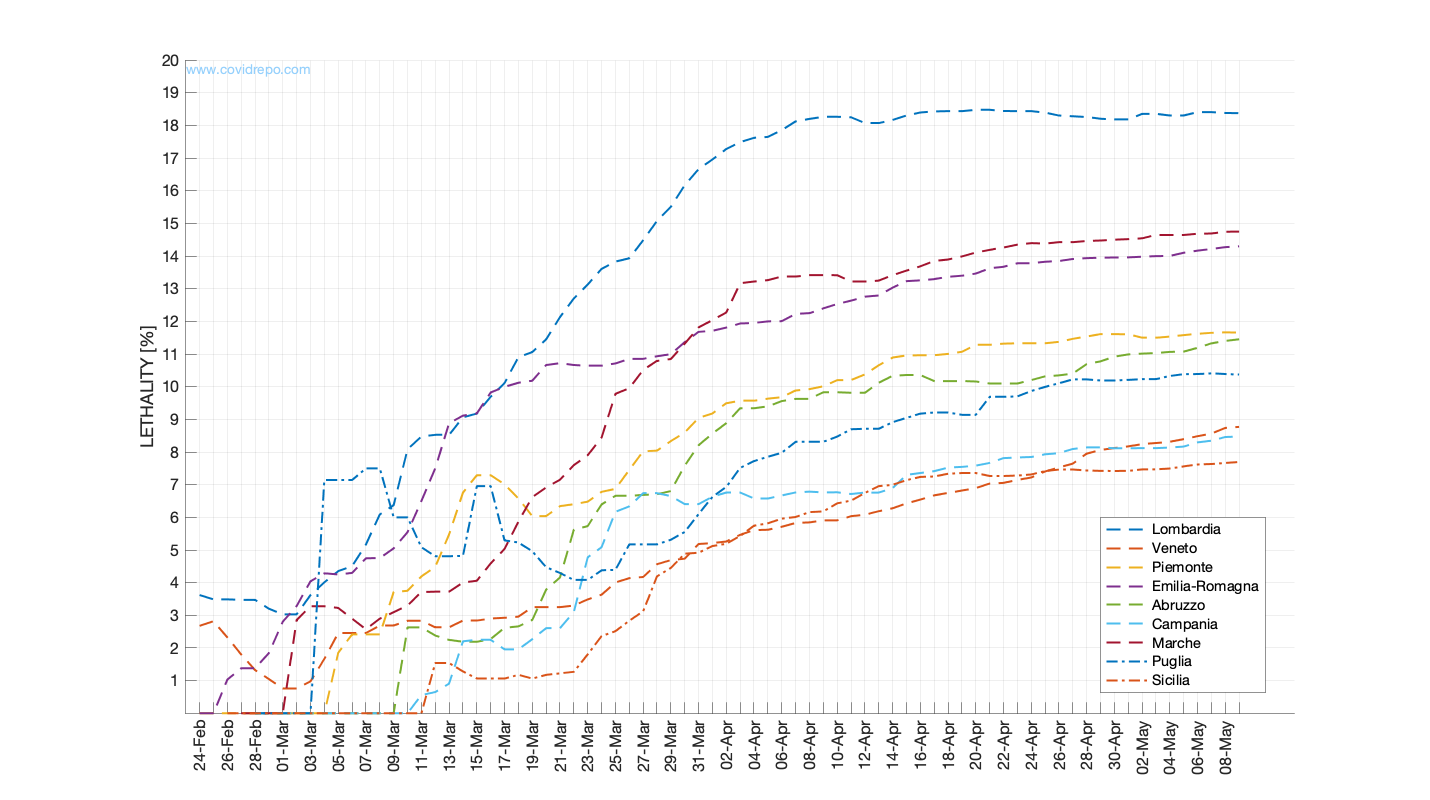 www.covidrepo.com
LETHALITY [%]
20
19
18
17
16
15
14
13
12
11
10
9
8
7
6
5
4
3
2
1
24-Feb
26-Feb
28-Feb
01-Mar
03-Mar
05-Mar
07-Mar
09-Mar
11-Mar
13-Mar
15-Mar
17-Mar
19-Mar
21-Mar
23-Mar
25-Mar
27-Mar
29-Mar
31-Mar
02-Apr
04-Apr
06-Apr
08-Apr
10-Apr
12-Apr
14-Apr
16-Apr
18-Apr
20-Apr
22-Apr
24-Apr
26-Apr
28-Apr
30-Apr
02-May
04-May
06-May
08-May
Lombardia
Veneto
Piemonte
Emilia-Romagna
Abruzzo
Campania
Marche
Puglia
Sicilia